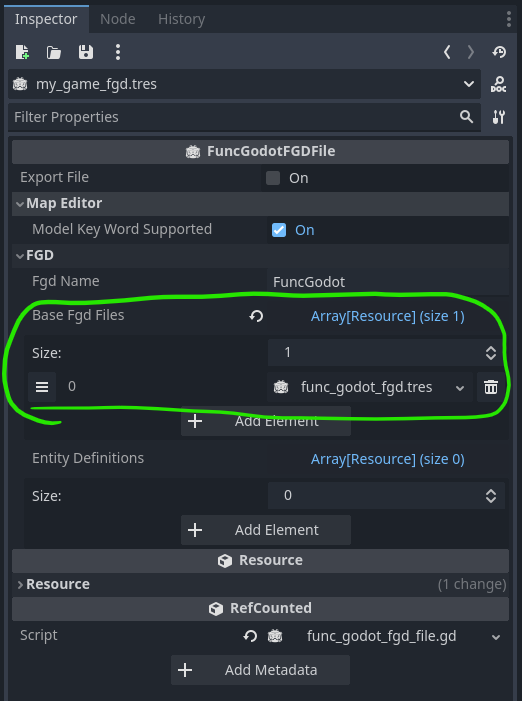 Inspector Node History
my_game_fgd.tres
DOC
Filter Properties
FuncGodotFGDFile
Export File On
Map Editor
Model Key Word Supported On
FGD
Fgd Name FuncGodot
Base Fgd Files Array[Resource] (size 1)
Size: 1
0 func_godot_fgd.tres
Add Element
Entity Definitions Array[Resource] (size 0)
Size: 0
Add Element
Resource
Resource (1 change)
RefCounted
Script func_godot_fgd_file.gd
Add Metadata